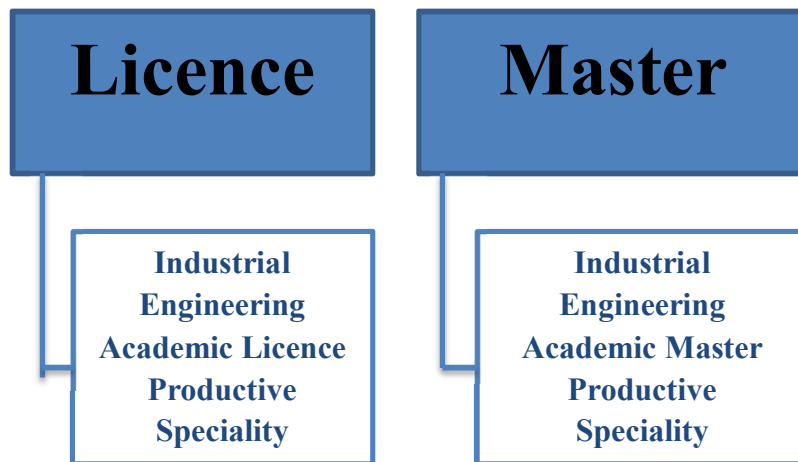 Licence
Industrial
Engineering
Academic Licence
Productive
Speciality
Master
Industrial
Engineering
Academic Master
Productive
Speciality